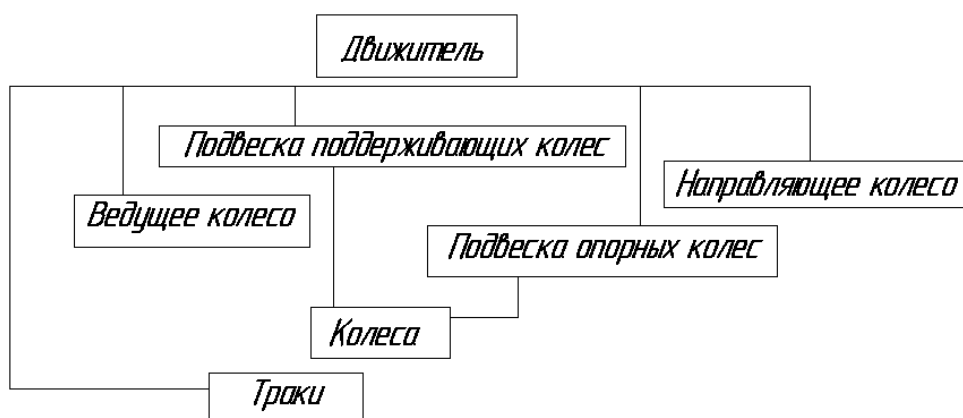 Движитель
Подвеска поддерживающих колес
Направляющее колесо
Ведущее колесо
Подвеска опорных колес
Колеса
Траки